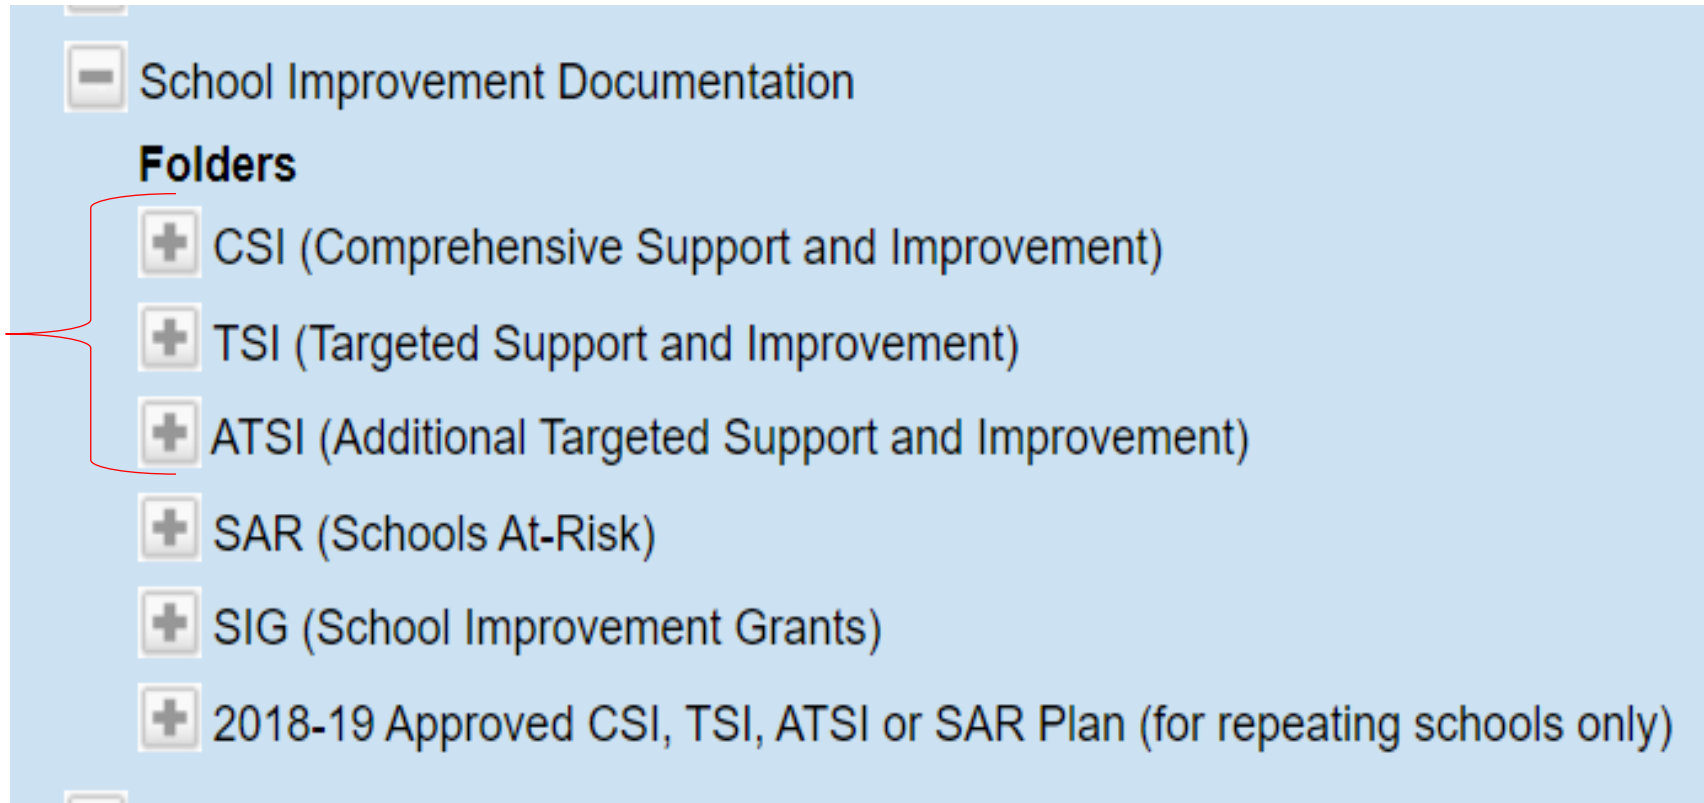 School Improvement Documentation
Folders
CSI (Comprehensive Support and Improvement)
TSI (Targeted Support and Improvement)
ATSI (Additional Targeted Support and Improvement)
SAR (Schools At-Risk)
SIG (School Improvement Grants)
2018-19 Approved CSI, TSI, ATSI or SAR Plan (for repeating schools only)